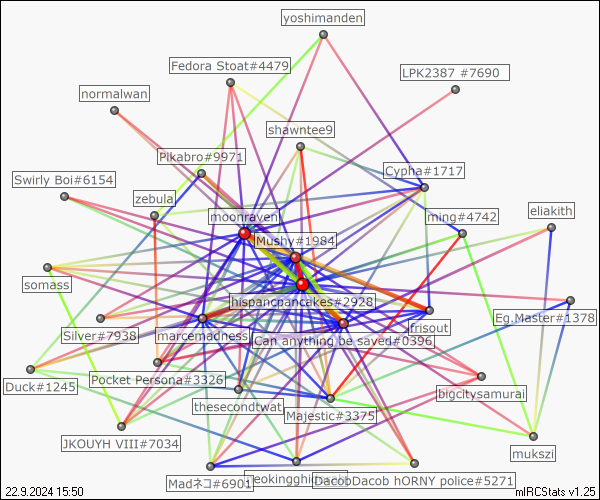 yoshimanden
Fedora Stoat#4479
LPK2387 #7690
normalwan
shawntee9
Pikabro#9971
Cypha#1717
Swirly Boi#6154
zebula
moonraven
ming#4742
eliakith
Mushy#1984
somass
hispancpancakes#2928
Eg.Master#1378
Silver#7938
marcemadness
frisout
Can anything be saved#0396
Pocket Persona#3326
Duck#1245
bigcitysamurai
thesecondtwat
Majestic#3375
JKOUYH VIII#7034
mukszi
Madネコ#6901
DacobDacob hORNY police#5271
22.9.2024 15:50
mIRCStats v1.25